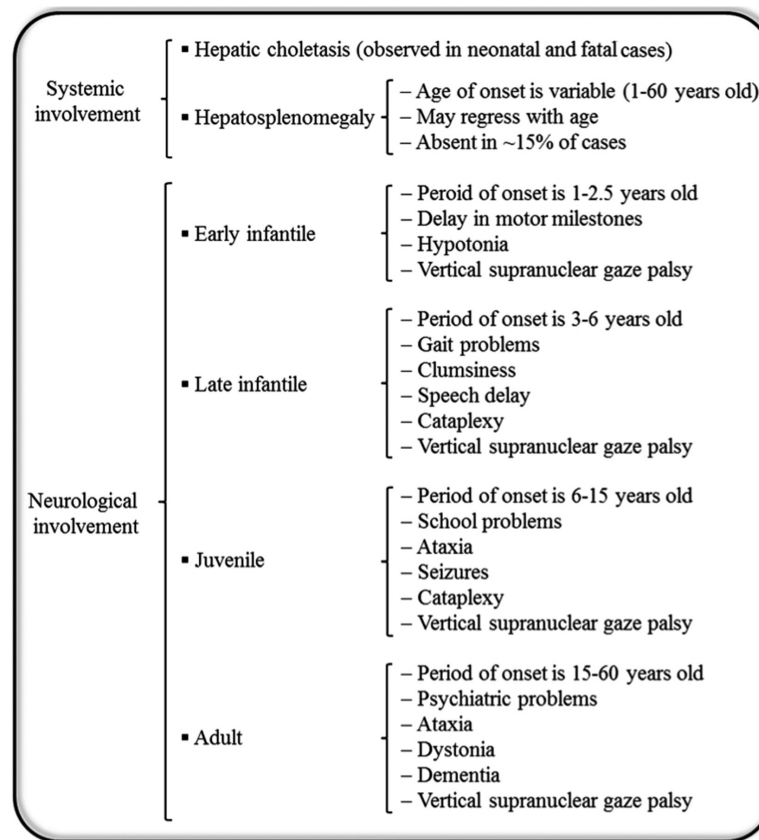 Systemic
involvement
▪ Hepatic choletasis (observed in neonatal and fatal cases)
▪ Hepatosplenomegaly
– Age of onset is variable (1-60 years old)
– May regress with age
– Absent in ~15% of cases
Neurological
involvement
▪ Early infantile
– Peroid of onset is 1-2.5 years old
– Delay in motor milestones
– Hypotonia
– Vertical supranuclear gaze palsy
▪ Late infantile
– Period of onset is 3-6 years old
– Gait problems
– Clumsiness
– Speech delay
– Cataplexy
– Vertical supranuclear gaze palsy
▪ Juvenile
– Period of onset is 6-15 years old
– School problems
– Ataxia
– Seizures
– Cataplexy
– Vertical supranuclear gaze palsy
▪ Adult
– Period of onset is 15-60 years old
– Psychiatric problems
– Ataxia
– Dystonia
– Dementia
– Vertical supranuclear gaze palsy